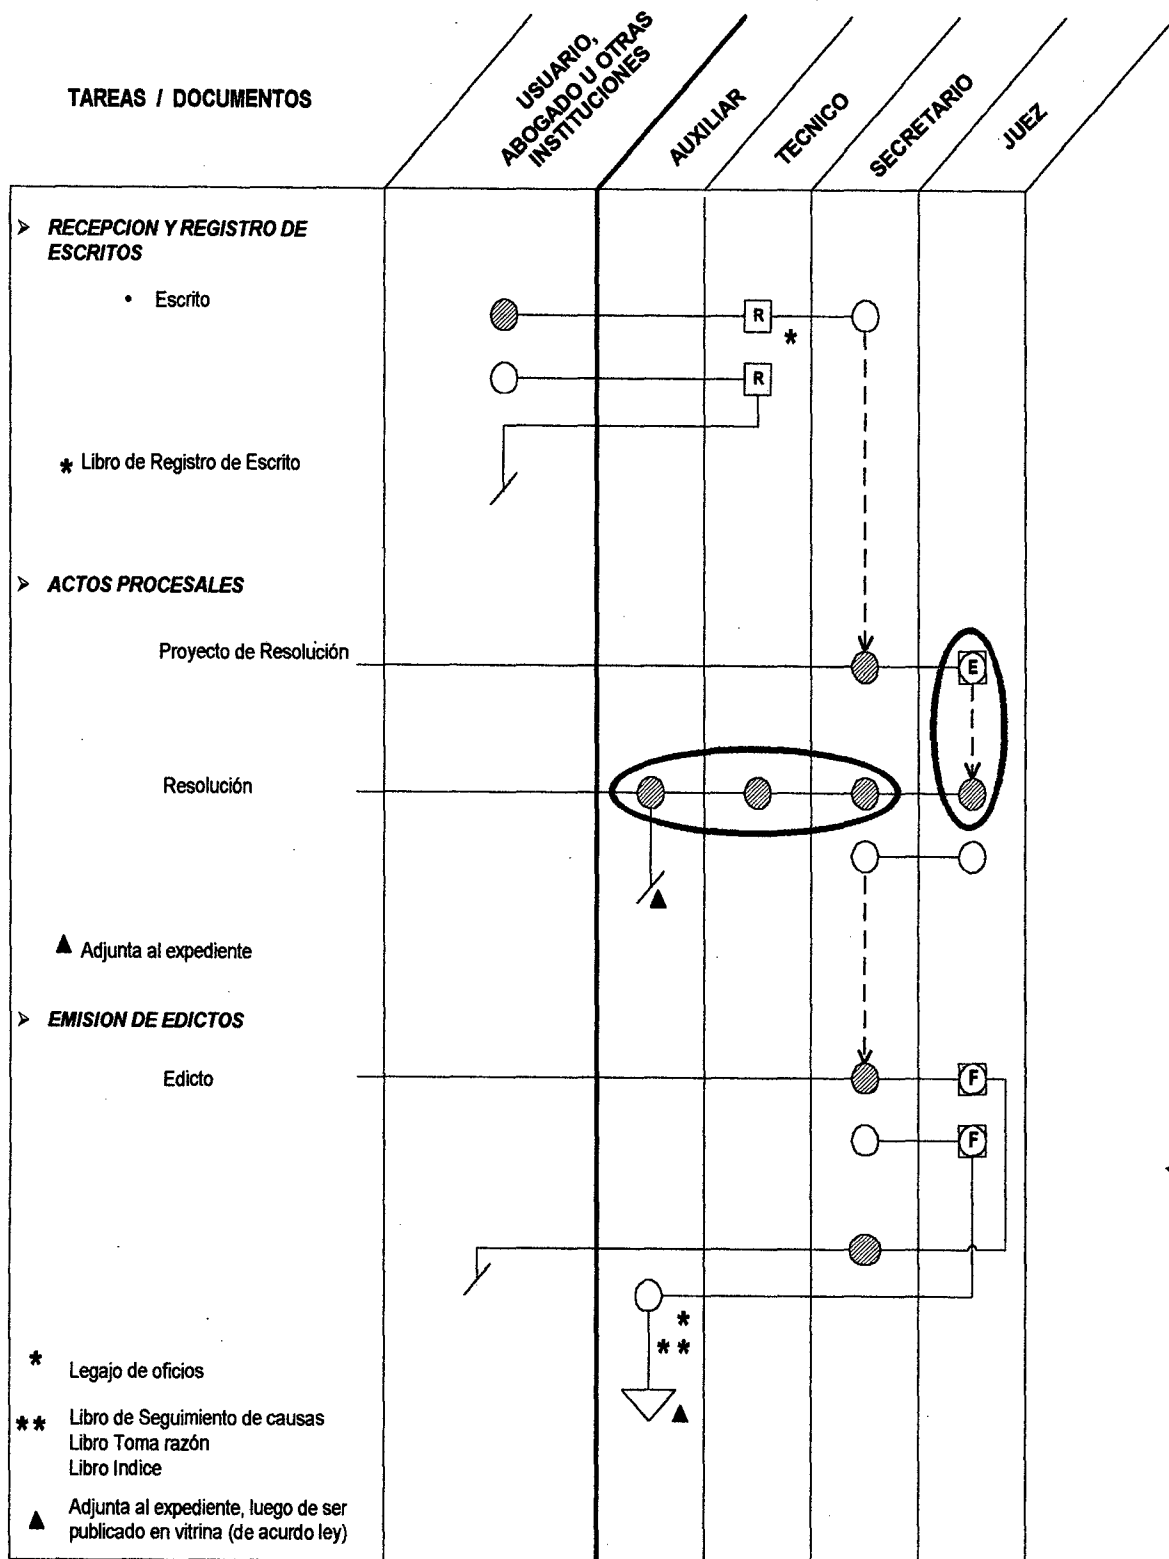 TAREAS / DOCUMENTOS
USUARIO,
ABOGADO U OTRAS
INSTITUCIONES
AUXILIAR
TECNICO
SECRETARIO
JUEZ
➢ RECEPCION Y REGISTRO DE
ESCRITOS
• Escrito
R
*
R
* Libro de Registro de Escrito
➢ ACTOS PROCESALES
Proyecto de Resolución
E
Resolución
▲
▲ Adjunta al expediente
➢ EMISION DE EDICTOS
Edicto
F
F
*
**
▲
* Legajo de oficios
** Libro de Seguimiento de causas
Libro Toma razón
Libro Indice
▲ Adjunta al expediente, luego de ser
publicado en vitrina (de acurdo ley)